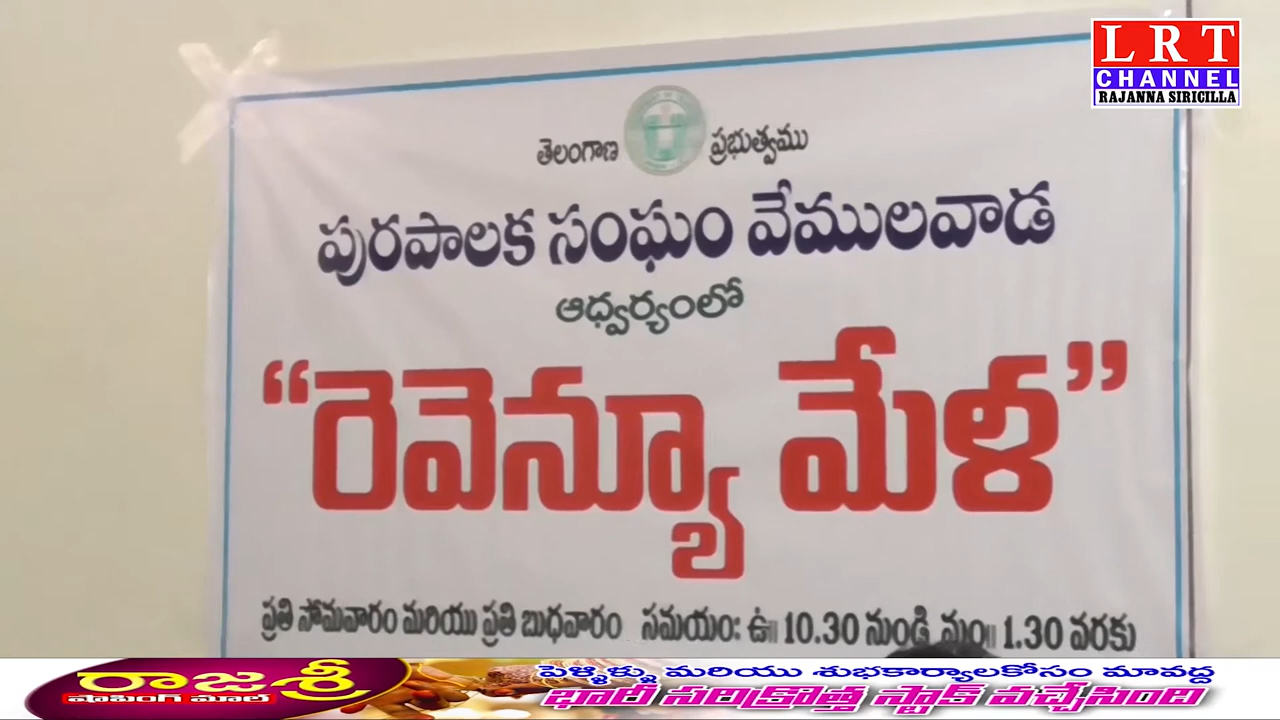 L R T
CHANNEL
RAJANNA SIRICILLA
తెలంగాణ ప్రభుత్వము
పురపాలక సంఘం వేములవాడ
ఆధ్వర్యంలో
“రెవెన్యూ మేళ”
ప్రతి సోమవారం మరియు ప్రతి బుధవారం సమయం: ఉ॥ 10.30 నుండి మం॥ 1.30 వరకు
రాజశ్రీ
షాపింగ్ మాల్
పెళ్ళిళ్ళు మరియు శుభకార్యాలకోసం మావద్ద
భారీ సరిక్రొత్త స్టాక్ వచ్చేసింది